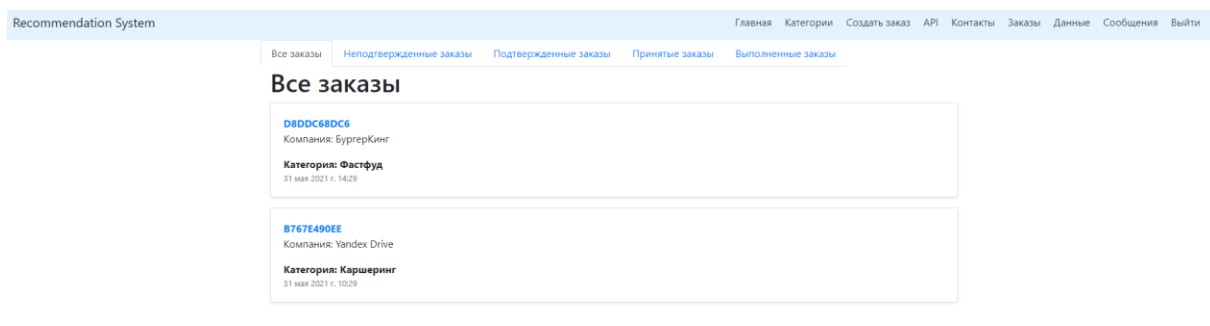 Recommendation System Главная Категории Создать заказ API Контакты Заказы Данные Сообщения Выйти
Все заказы Неподтвержденные заказы Подтвержденные заказы Принятые заказы Выполненные заказы
Все заказы
D8DDC68DC6
Компания: БургерКинг
Категория: Фастфуд
31 мая 2021 г. 14:29
B767E490EE
Компания: Yandex Drive
Категория: Каршеринг
31 мая 2021 г. 10:29